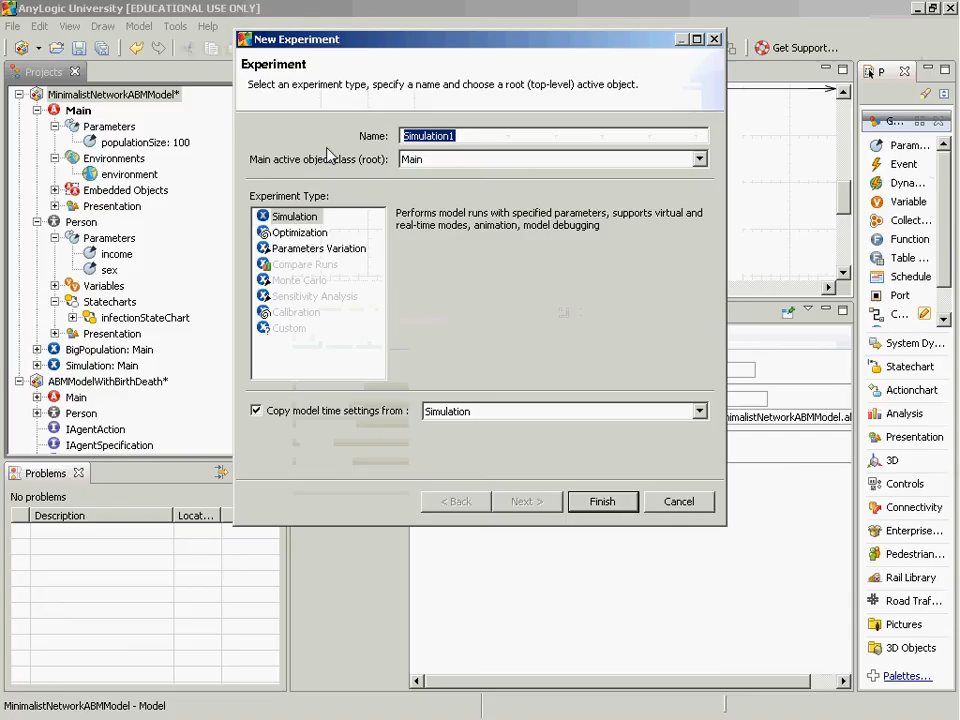 AnyLogic University [EDUCATIONAL USE ONLY]
File Edit View Draw Model Tools Help
Get Support...
Projects
MinimalistNetworkABMModel*
Main
Parameters
populationSize: 100
Environments
environment
Embedded Objects
Presentation
Person
Parameters
income
sex
Variables
Statecharts
infectionStateChart
Presentation
BigPopulation: Main
Simulation: Main
ABMModelWithBirthDeath*
Main
Person
IAgentAction
IAgentSpecification
Problems
No problems
Description Locat...
New Experiment
Experiment
Select an experiment type, specify a name and choose a root (top-level) active object.
Name: Simulation1
Main active object class (root): Main
Experiment Type:
Simulation
Optimization
Parameters Variation
Compare Runs
Monte Carlo
Sensitivity Analysis
Calibration
Custom
Performs model runs with specified parameters, supports virtual and
real-time modes, animation, model debugging
Copy model time settings from : Simulation
< Back Next > Finish Cancel
nimalistNetworkABMModel.al
P
G...
Param...
Event
Dyna...
Variable
Collect...
Function
Table ...
Schedule
Port
C...
System Dy...
Statechart
Actionchart
Analysis
Presentation
3D
Controls
Connectivity
Enterprise...
Pedestrian...
Rail Library
Road Traf...
Pictures
3D Objects
Palettes...
MinimalistNetworkABMModel - Model